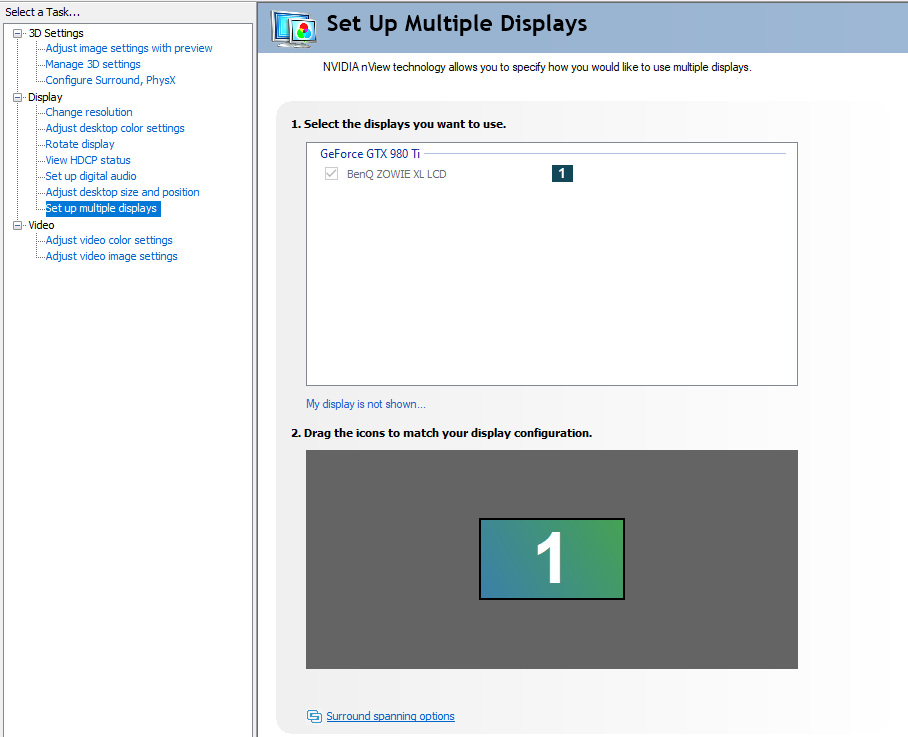 Select a Task...
3D Settings
Adjust image settings with preview
Manage 3D settings
Configure Surround, PhysX
Display
Change resolution
Adjust desktop color settings
Rotate display
View HDCP status
Set up digital audio
Adjust desktop size and position
Set up multiple displays
Video
Adjust video color settings
Adjust video image settings
Set Up Multiple Displays
NVIDIA nView technology allows you to specify how you would like to use multiple displays.
1. Select the displays you want to use.
GeForce GTX 980 Ti
BenQ ZOWIE XL LCD 1
My display is not shown...
2. Drag the icons to match your display configuration.
1
Surround spanning options